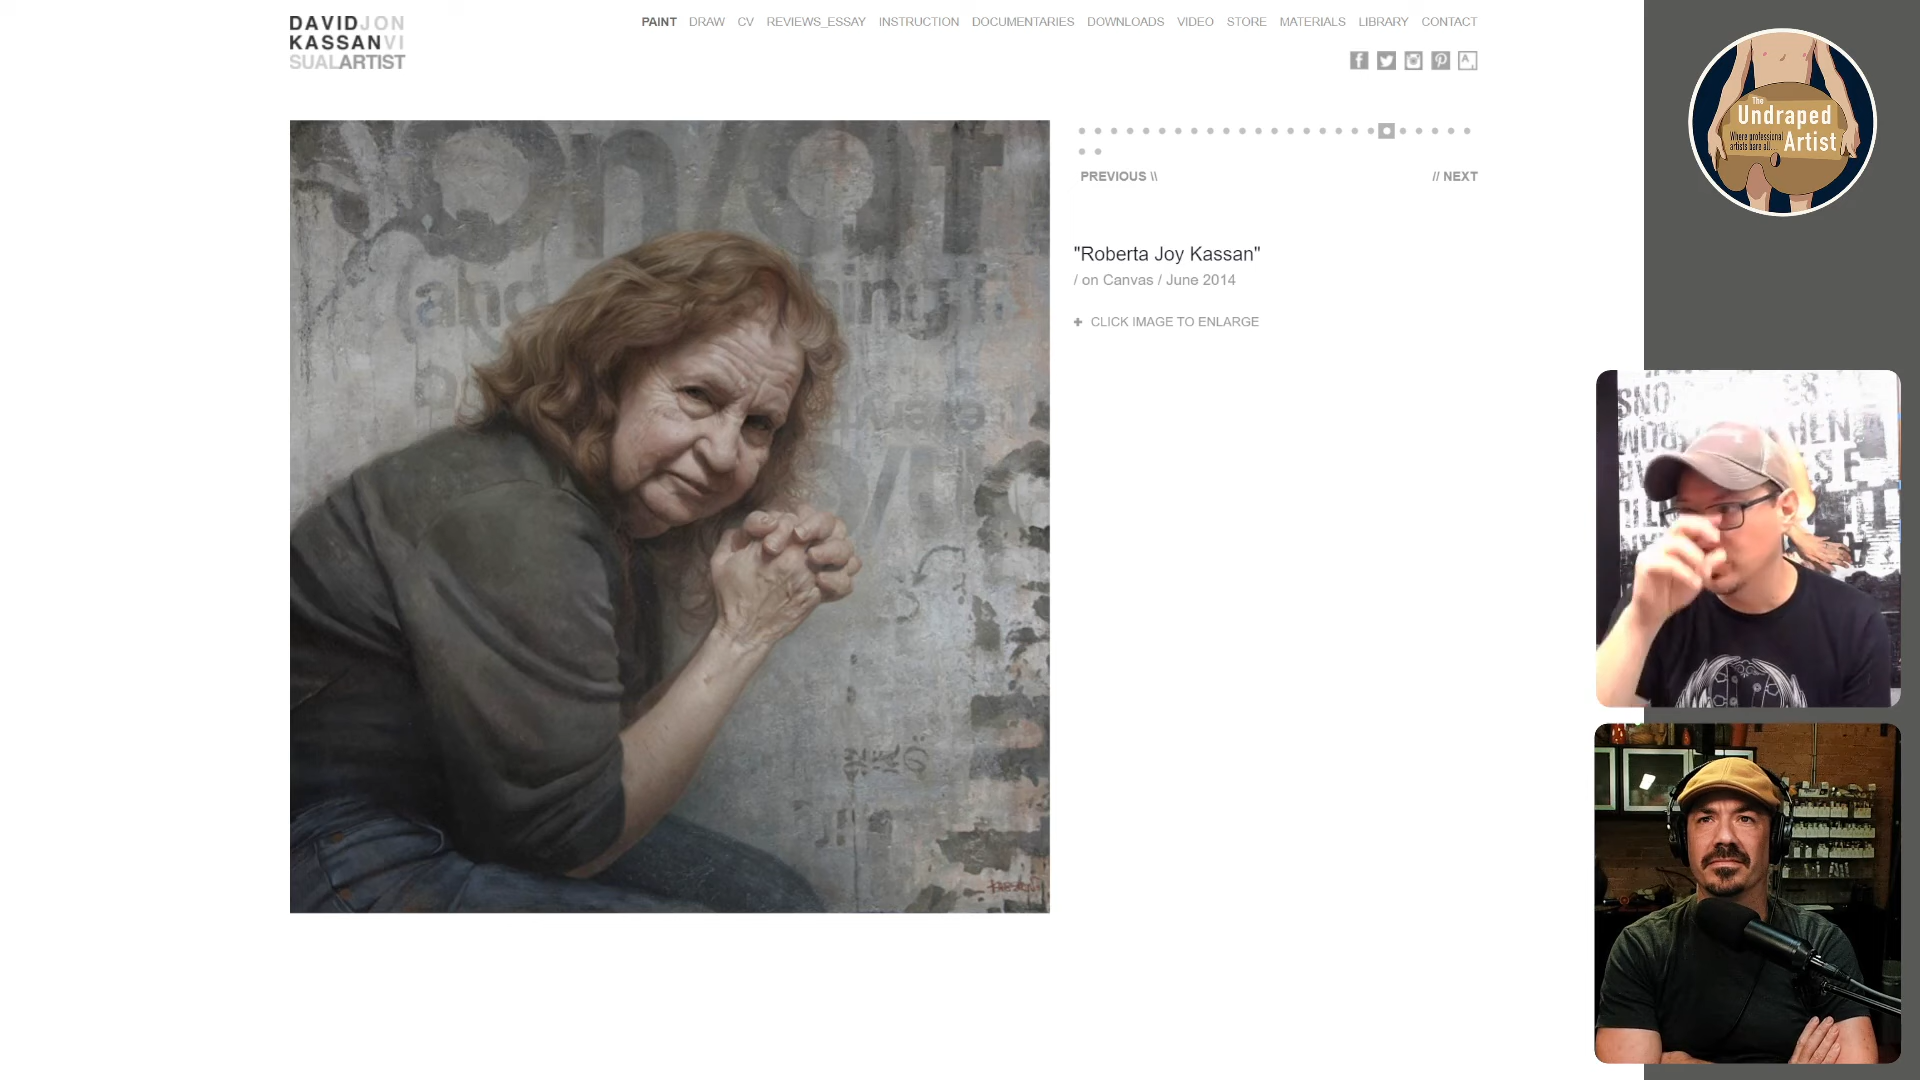 DAVIDJON
KASSANVI
SUALARTIST
PAINT DRAW CV REVIEWS_ESSAY INSTRUCTION DOCUMENTARIES DOWNLOADS VIDEO STORE MATERIALS LIBRARY CONTACT
PREVIOUS \\ // NEXT
"Roberta Joy Kassan"
/ on Canvas / June 2014
+ CLICK IMAGE TO ENLARGE
The
Undraped
Where professional
artists bare all...
Artist